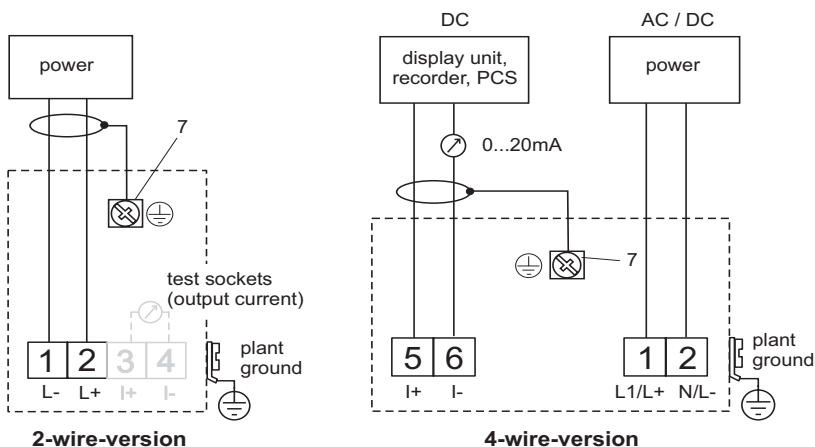 DC
AC / DC
power
display unit,
recorder, PCS
power
7
0...20mA
7
test sockets
(output current)
1 2 3 4
L- L+ I+ I-
plant
ground
5 6
I+ I-
1 2
L1/L+ N/L-
plant
ground
2-wire-version
4-wire-version